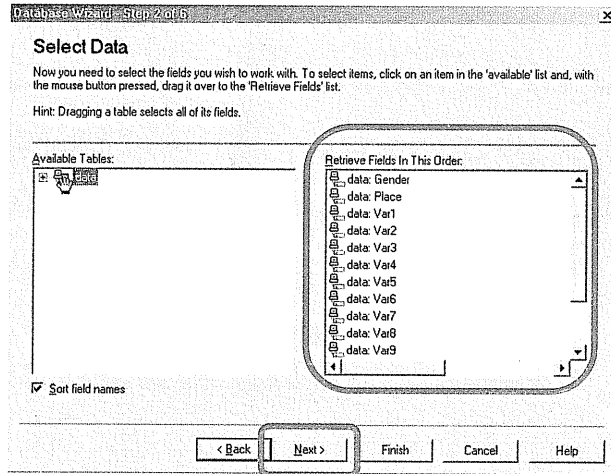 Database Wizard - Step 2 of 6
Select Data
Now you need to select the fields you wish to work with. To select items, click on an item in the 'available' list and, with
the mouse button pressed, drag it over to the 'Retrieve Fields' list.
Hint: Dragging a table selects all of its fields.
Available Tables:
data
Retrieve Fields In This Order:
data: Gender
data: Place
data: Var1
data: Var2
data: Var3
data: Var4
data: Var5
data: Var6
data: Var7
data: Var8
data: Var9
Sort field names
< Back
Next >
Finish
Cancel
Help